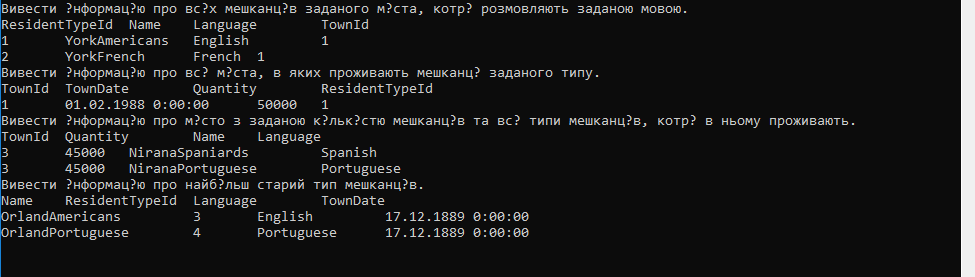 Вивести ?нформац?ю про вс?х мешканц?в заданого м?ста, котр? розмовляють заданою мовою.
ResidentTypeId Name Language TownId
1 YorkAmericans English 1
2 YorkFrench French 1
Вивести ?нформац?ю про вс? м?ста, в яких проживають мешканц? заданого типу.
TownId TownDate Quantity ResidentTypeId
1 01.02.1988 0:00:00 50000 1
Вивести ?нформац?ю про м?сто з заданою к?льк?стю мешканц?в та вс? типи мешканц?в, котр? в ньому проживають.
TownId Quantity Name Language
3 45000 NiranaSpaniards Spanish
3 45000 NiranaPortuguese Portuguese
Вивести ?нформац?ю про найб?льш старий тип мешканц?в.
Name ResidentTypeId Language TownDate
OrlandAmericans 3 English 17.12.1889 0:00:00
OrlandPortuguese 4 Portuguese 17.12.1889 0:00:00